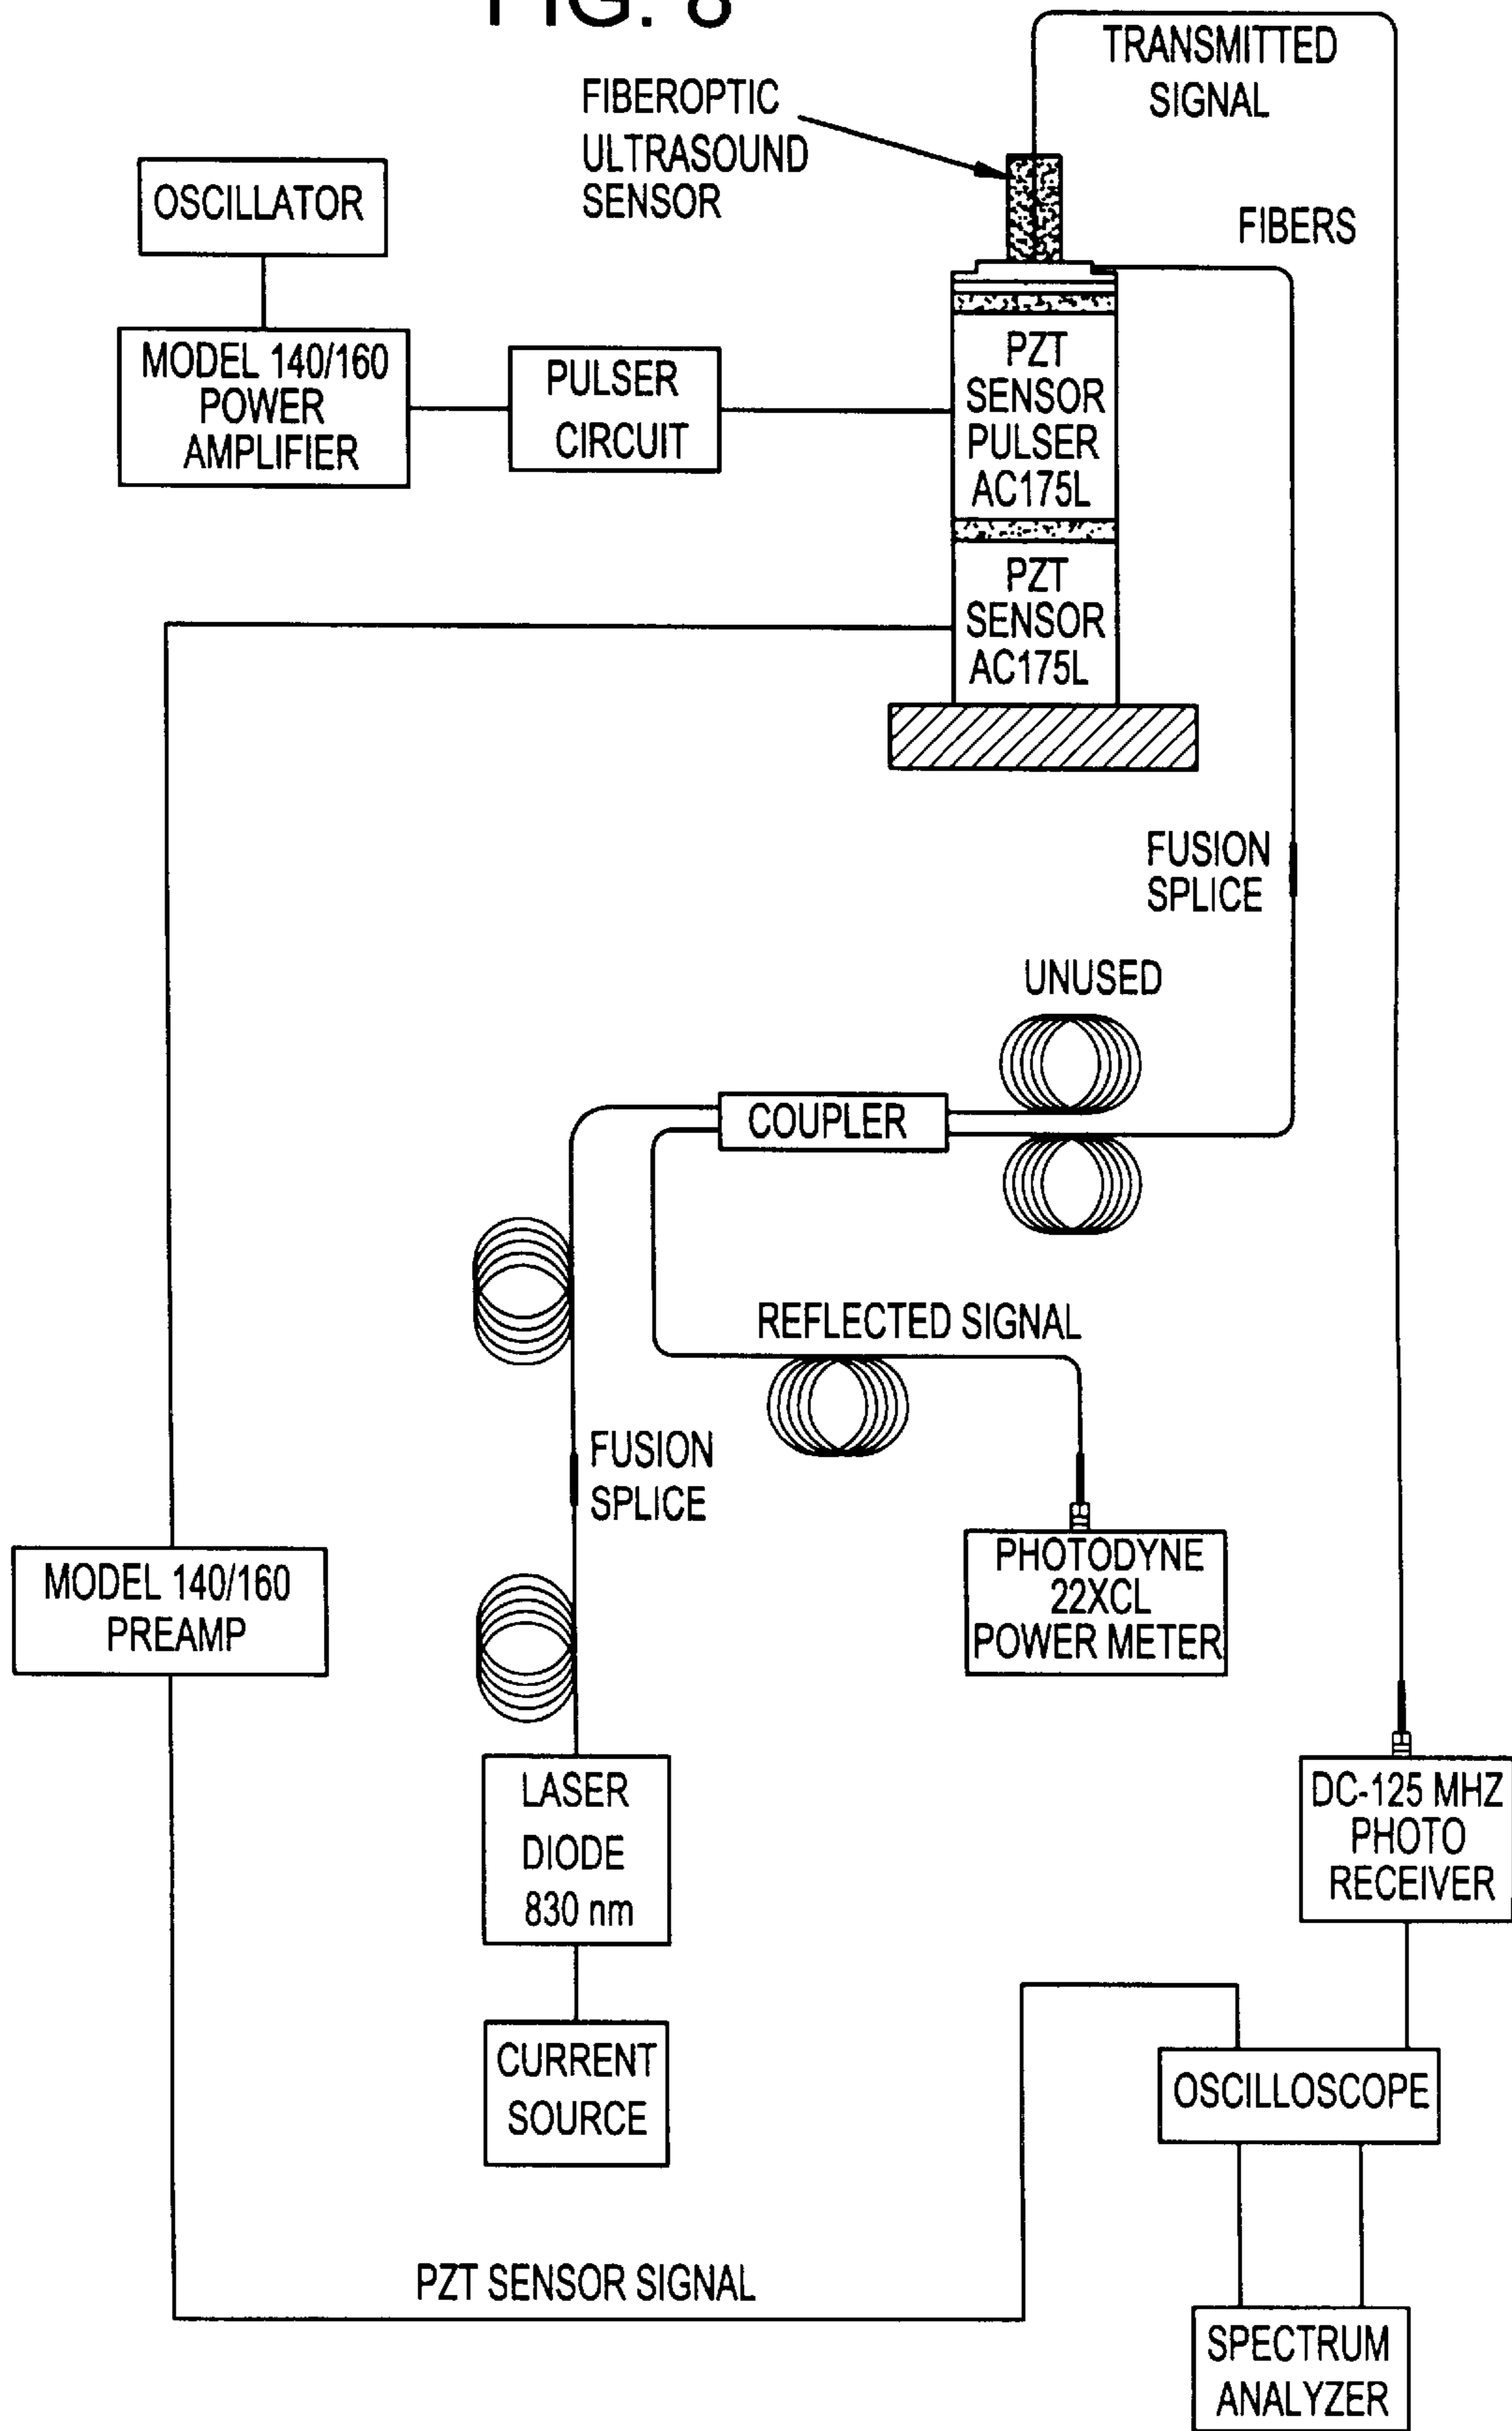 FIG. 8
TRANSMITTED
SIGNAL
FIBEROPTIC
ULTRASOUND
SENSOR
OSCILLATOR
FIBERS
MODEL 140/160
POWER
AMPLIFIER
PULSER
CIRCUIT
PZT
SENSOR
PULSER
AC175L
PZT
SENSOR
AC175L
FUSION
SPLICE
UNUSED
COUPLER
REFLECTED SIGNAL
FUSION
SPLICE
MODEL 140/160
PREAMP
PHOTODYNE
22XCL
POWER METER
LASER
DIODE
830 nm
DC-125 MHZ
PHOTO
RECEIVER
CURRENT
SOURCE
OSCILLOSCOPE
PZT SENSOR SIGNAL
SPECTRUM
ANALYZER